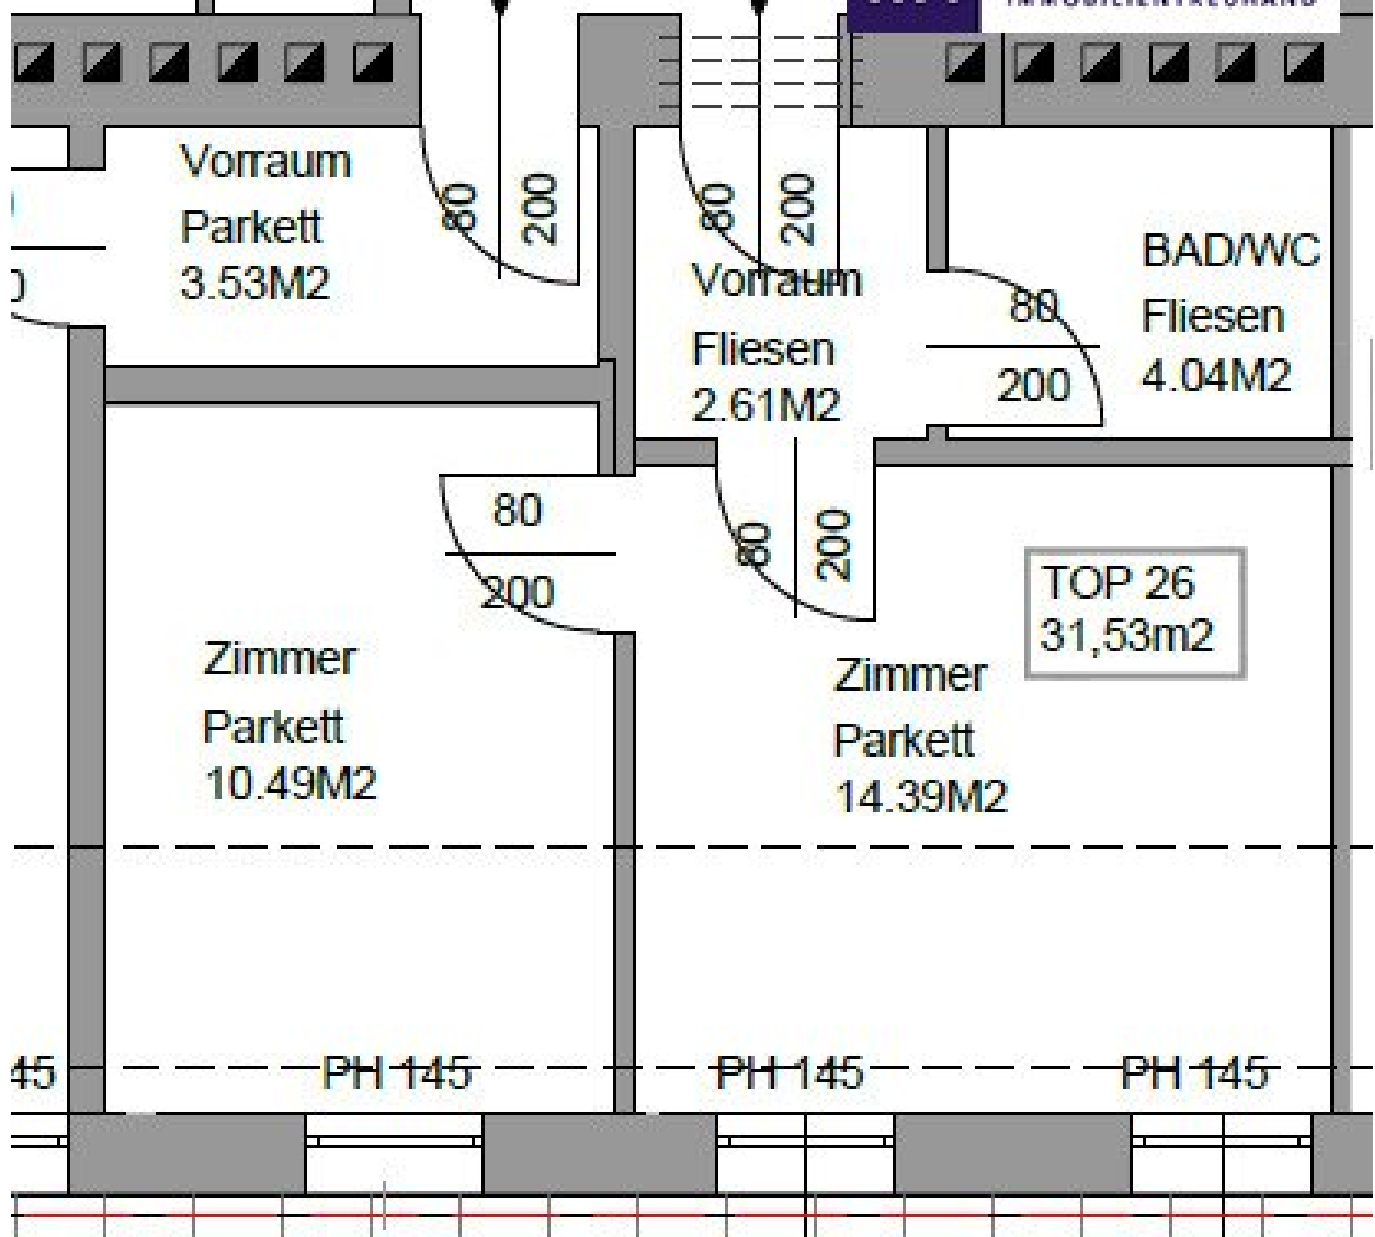 Vorraum
Parkett
3.53M2
80
200
80
200
Vorraum
Fliesen
2.61M2
80
200
BAD/WC
Fliesen
4.04M2
80
200
80
200
TOP 26
31,53m2
Zimmer
Parkett
10.49M2
Zimmer
Parkett
14.39M2
45
PH 145
PH 145
PH 145